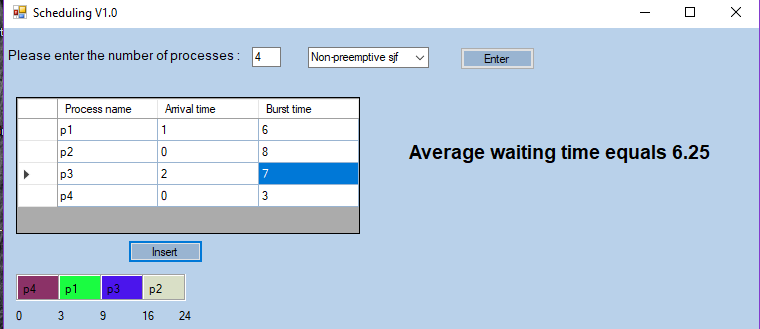 Scheduling V1.0
Please enter the number of processes : 4 Non-preemptive sjf Enter
Process name Arrival time Burst time
p1 1 6
p2 0 8
p3 2 7
p4 0 3
Average waiting time equals 6.25
Insert
p4 p1 p3 p2
0 3 9 16 24